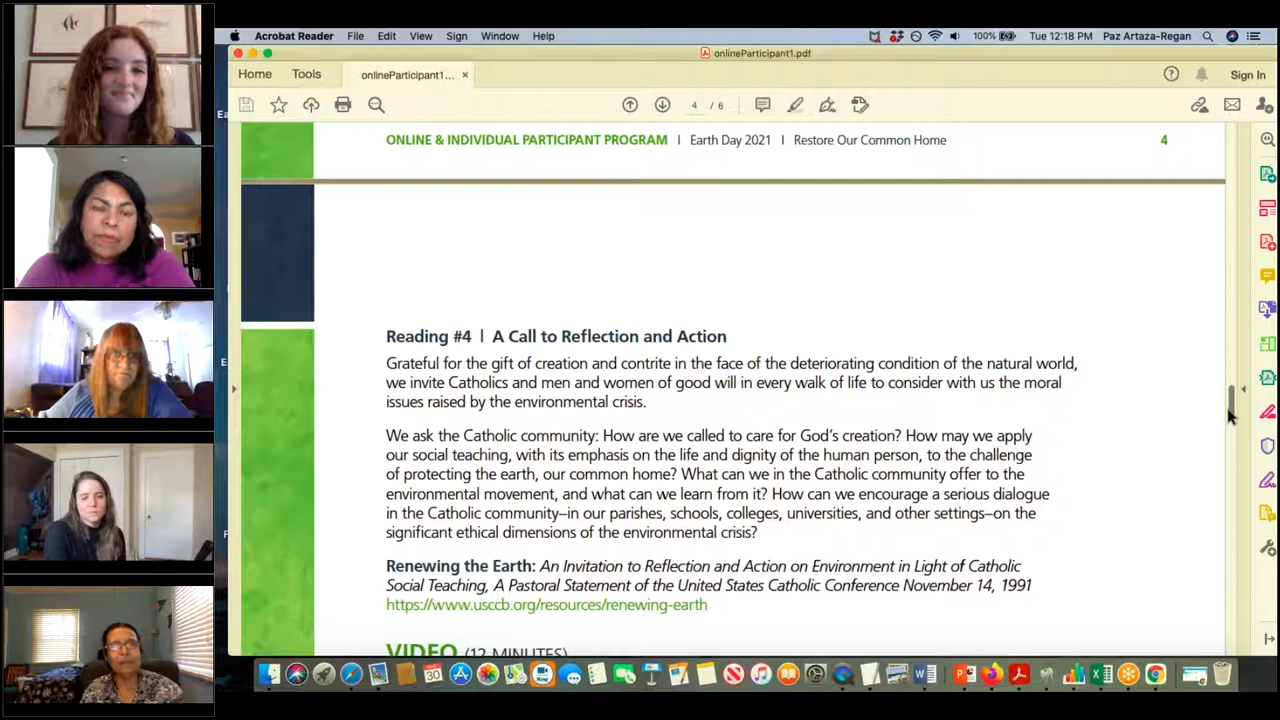 Acrobat Reader File Edit View Sign Window Help 100% Tue 12:18 PM Paz Artaza-Regan
onlineParticipant1.pdf
Home Tools onlineParticipant1... × Sign In
4 / 6
ONLINE & INDIVIDUAL PARTICIPANT PROGRAM | Earth Day 2021 | Restore Our Common Home 4
Reading #4 | A Call to Reflection and Action
Grateful for the gift of creation and contrite in the face of the deteriorating condition of the natural world,
we invite Catholics and men and women of good will in every walk of life to consider with us the moral
issues raised by the environmental crisis.
We ask the Catholic community: How are we called to care for God's creation? How may we apply
our social teaching, with its emphasis on the life and dignity of the human person, to the challenge
of protecting the earth, our common home? What can we in the Catholic community offer to the
environmental movement, and what can we learn from it? How can we encourage a serious dialogue
in the Catholic community–in our parishes, schools, colleges, universities, and other settings–on the
significant ethical dimensions of the environmental crisis?
Renewing the Earth: An Invitation to Reflection and Action on Environment in Light of Catholic
Social Teaching, A Pastoral Statement of the United States Catholic Conference November 14, 1991
https://www.usccb.org/resources/renewing-earth
VIDEO (12 MINUTES)
30